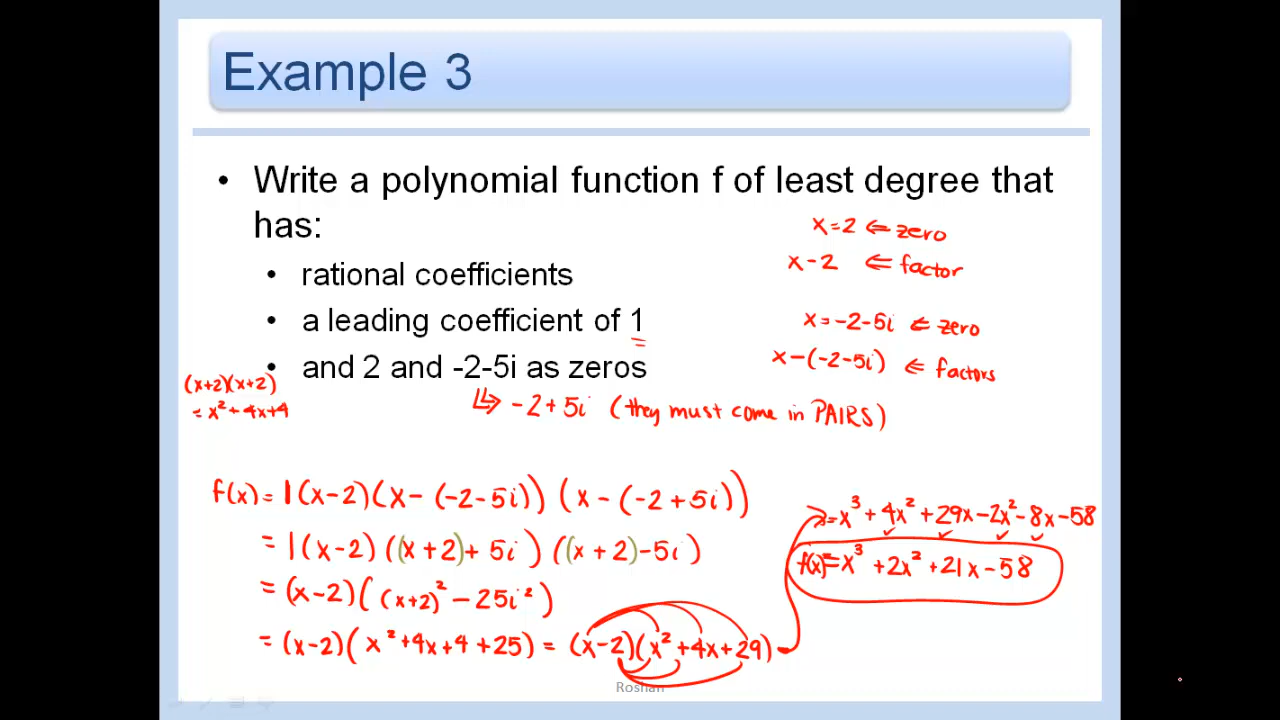 Example 3
• Write a polynomial function f of least degree that
has:
x=2 ⇐ zero
x-2 ⇐ factor
• rational coefficients
• a leading coefficient of 1
x=-2-5i ⇐ zero
• and 2 and -2-5i as zeros
x-(-2-5i) ⇐ factors
(x+2)(x+2)
= x²+4x+4
↳ -2+5i (they must come in PAIRS)
f(x)= 1(x-2)(x-(-2-5i))(x-(-2+5i))
= 1(x-2)((x+2)+5i)((x+2)-5i)
= (x-2)((x+2)²-25i²)
= (x-2)(x²+4x+4+25) = (x-2)(x²+4x+29)
=x³+4x²+29x-2x²-8x-58
f(x)=x³+2x²+21x-58
Roshan